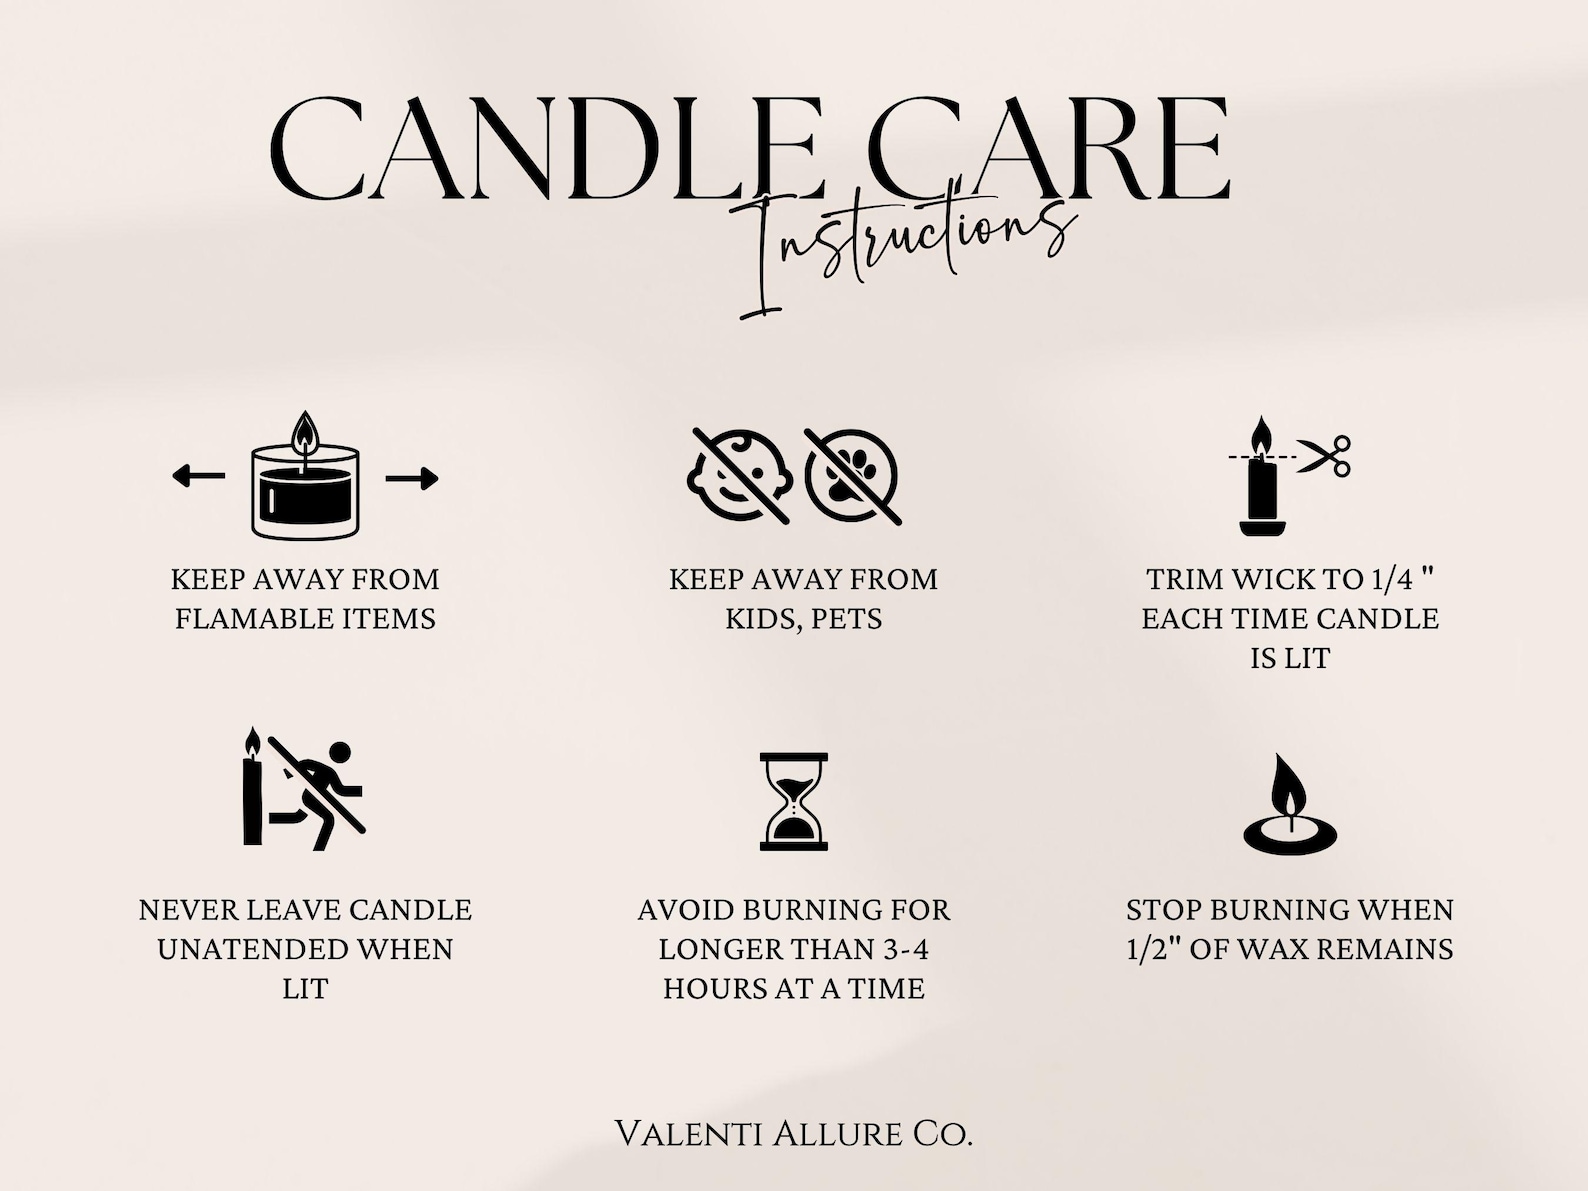 CANDLE CARE
Instructions
KEEP AWAY FROM
FLAMABLE ITEMS
KEEP AWAY FROM
KIDS, PETS
TRIM WICK TO 1/4 "
EACH TIME CANDLE
IS LIT
NEVER LEAVE CANDLE
UNATENDED WHEN
LIT
AVOID BURNING FOR
LONGER THAN 3-4
HOURS AT A TIME
STOP BURNING WHEN
1/2" OF WAX REMAINS
VALENTI ALLURE CO.